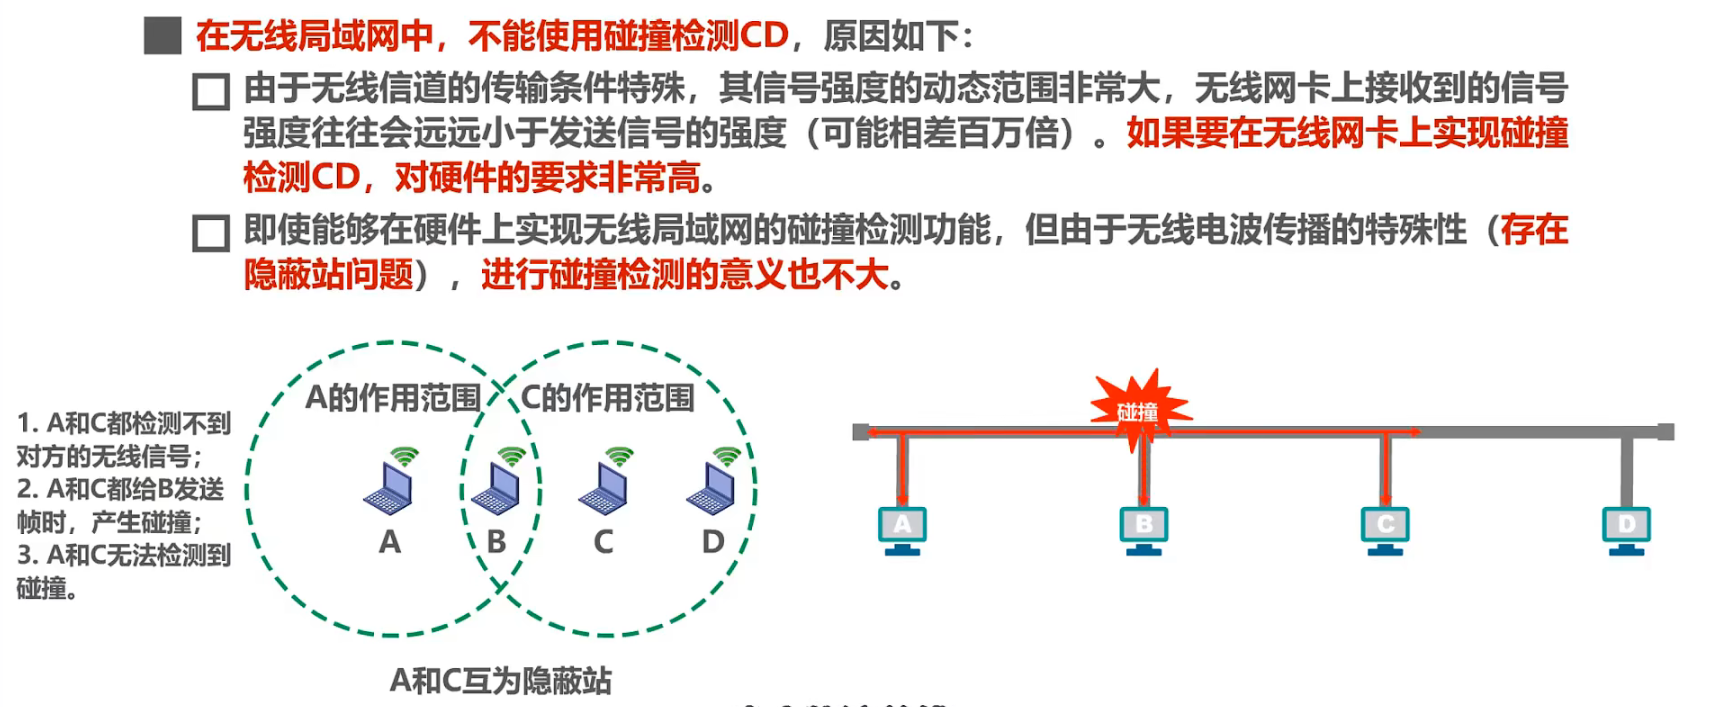 在无线局域网中，不能使用碰撞检测CD，原因如下：
由于无线信道的传输条件特殊，其信号强度的动态范围非常大，无线网卡上接收到的信号
强度往往会远远小于发送信号的强度（可能相差百万倍）。如果要在无线网卡上实现碰撞
检测CD，对硬件的要求非常高。
即使能够在硬件上实现无线局域网的碰撞检测功能，但由于无线电波传播的特殊性（存在
隐蔽站问题），进行碰撞检测的意义也不大。
A的作用范围
C的作用范围
1. A和C都检测不到
对方的无线信号；
2. A和C都给B发送
帧时，产生碰撞；
3. A和C无法检测到
碰撞。
A
B
C
D
A和C互为隐蔽站
碰撞
A
B
C
D